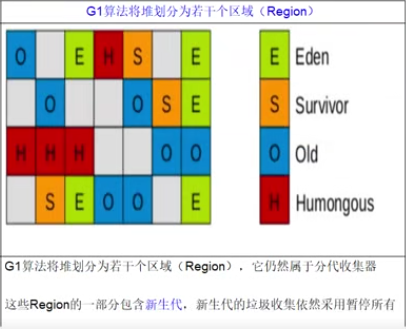 G1算法将堆划分为若干个区域（Region）
O E H S E
O O S E
H H H O O
S E O O E
E Eden
S Survivor
O Old
H Humongous
G1算法将堆划分为若干个区域（Region），它仍然属于分代收集器
这些Region的一部分包含新生代，新生代的垃圾收集依然采用暂停所有